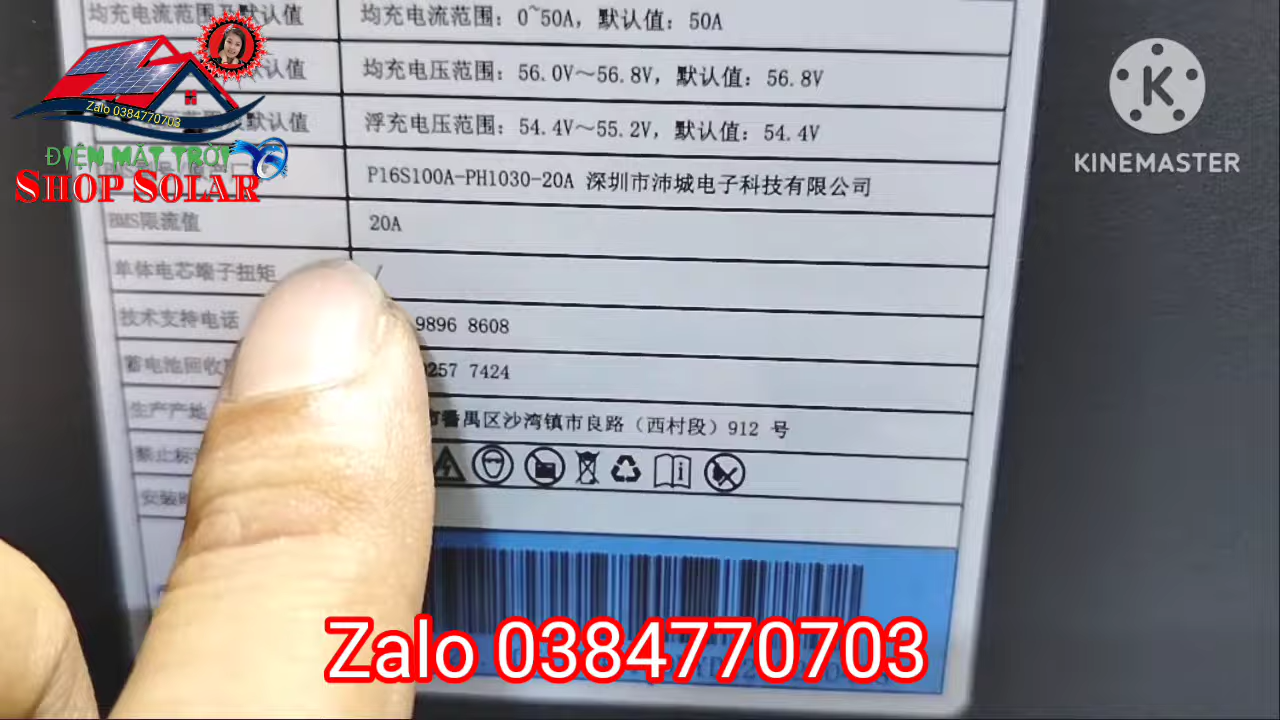 均充电流范围及默认值 均充电流范围: 0~50A, 默认值: 50A
默认值 均充电压范围: 56.0V~56.8V, 默认值: 56.8V
默认值 浮充电压范围: 54.4V~55.2V, 默认值: 54.4V
P16S100A-PH1030-20A 深圳市沛城电子科技有限公司
BMS限流值 20A
单体电芯端子扭矩 /
技术支持电话 9896 8608
蓄电池回收 0257 7424
生产产地 市番禺区沙湾镇市良路（西村段）912 号
禁止标
安装
Zalo 0384770703
ĐIỆN MẶT TRỜI
SHOP SOLAR
K
KINEMASTER
Zalo 0384770703